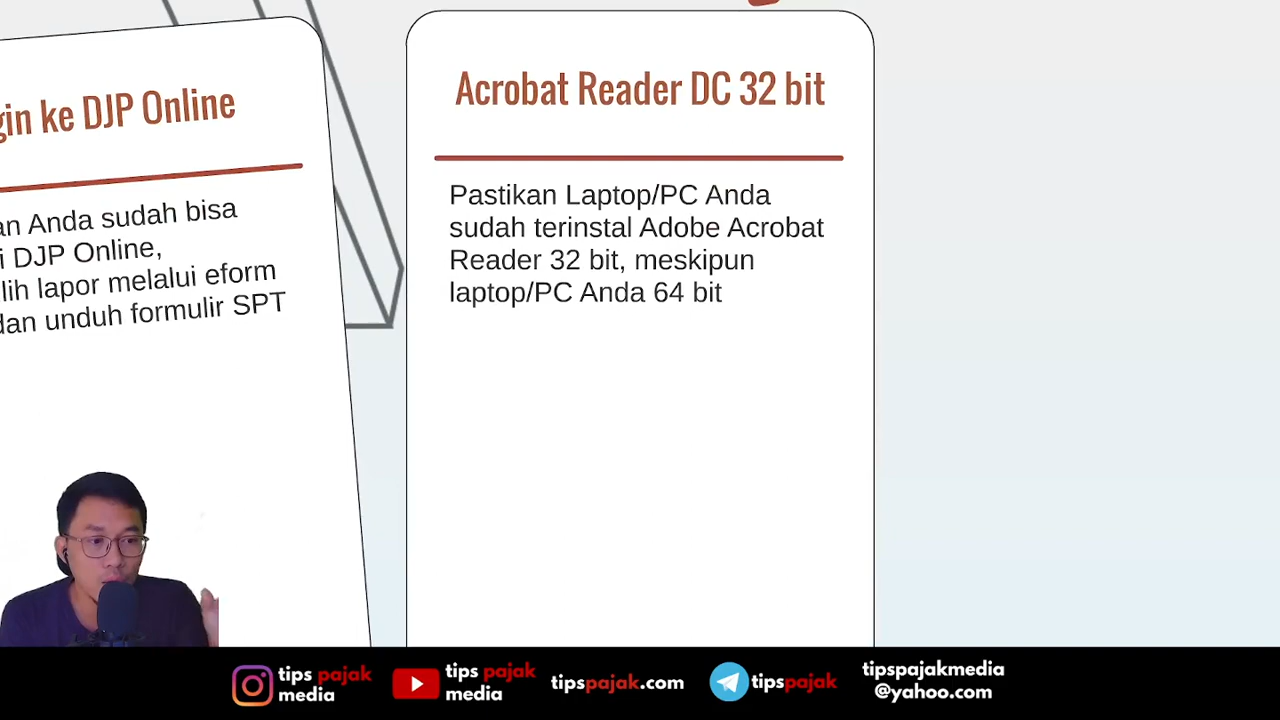 gin ke DJP Online
an Anda sudah bisa
i DJP Online,
lih lapor melalui eform
dan unduh formulir SPT
Acrobat Reader DC 32 bit
Pastikan Laptop/PC Anda
sudah terinstal Adobe Acrobat
Reader 32 bit, meskipun
laptop/PC Anda 64 bit
tips pajak
media
tips pajak
media
tipspajak.com
tipspajak
tipspajakmedia
@yahoo.com